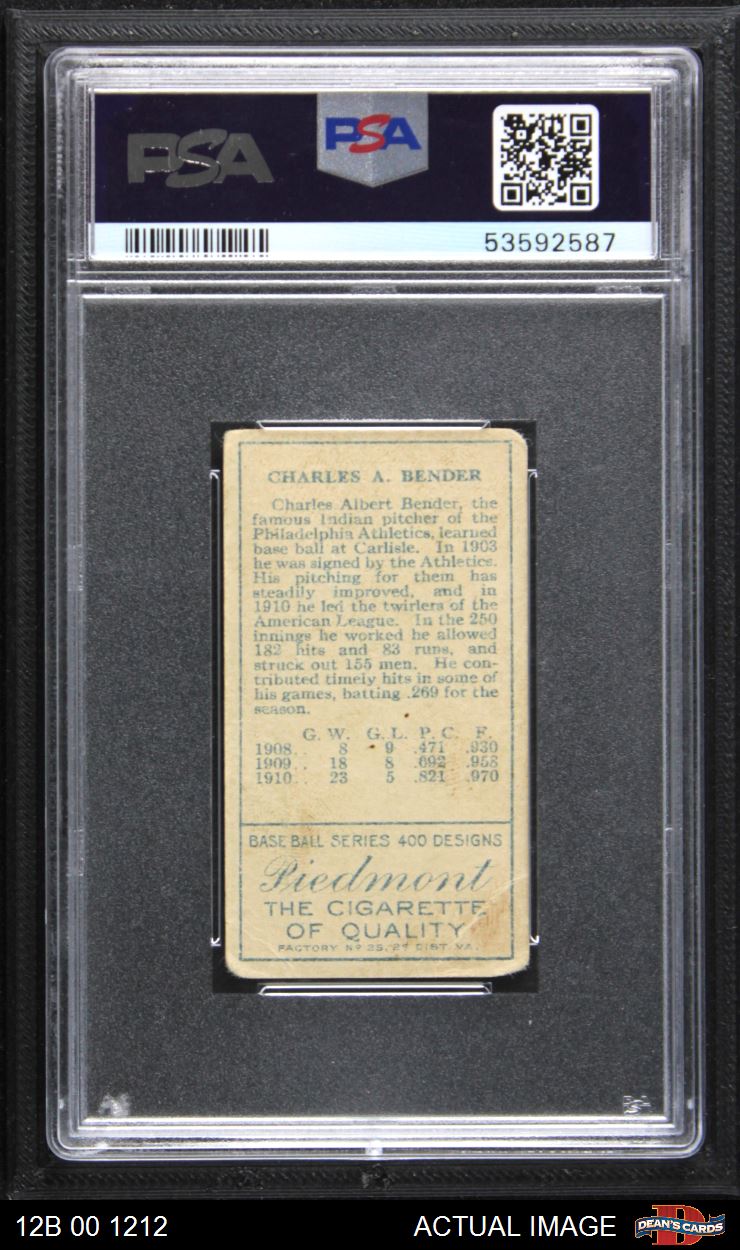 PSA
PSA
53592587
CHARLES A. BENDER
Charles Albert Bender, the
famous Indian pitcher of the
Philadelphia Athletics, learned
base ball at Carlisle. In 1903
he was signed by the Athletics.
His pitching for them has
steadily improved, and in
1910 he led the twirlers of the
American League. In the 250
innings he worked he allowed
182 hits and 83 runs, and
struck out 155 men. He con-
tributed timely hits in some of
his games, batting .269 for the
season.
G. W. G. L. P. C. F.
1908.. 8 9 .471 .930
1909.. 18 8 .692 .958
1910.. 23 5 .821 .970
BASE BALL SERIES 400 DESIGNS
Piedmont
THE CIGARETTE
OF QUALITY
FACTORY Nº 25, 2ᴰ DIST. VA.
12B 00 1212 ACTUAL IMAGE DEAN'S CARDS